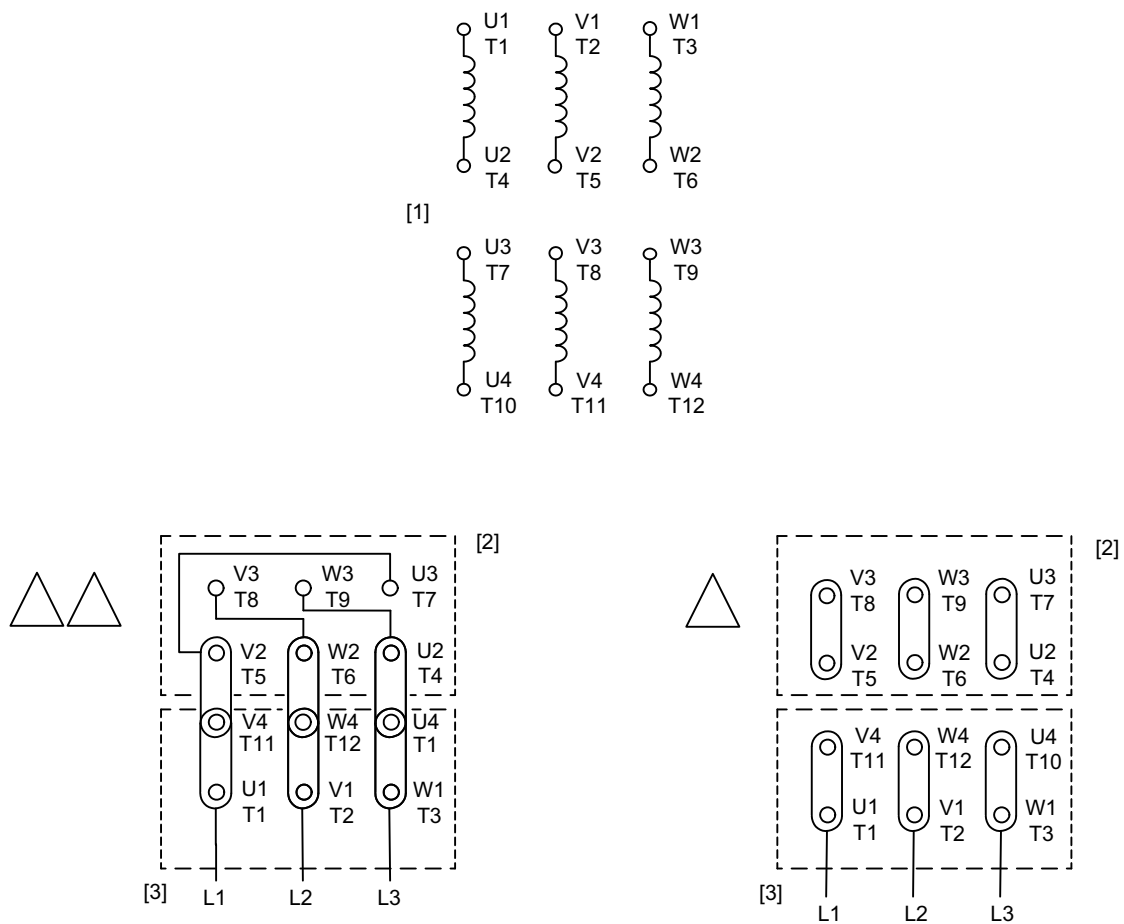 U1 V1 W1
T1 T2 T3
U2 V2 W2
T4 T5 T6
[1]
U3 V3 W3
T7 T8 T9
U4 V4 W4
T10 T11 T12
[2]
V3 W3 U3
T8 T9 T7
V2 W2 U2
T5 T6 T4
V4 W4 U4
T11 T12 T1
U1 V1 W1
T1 T2 T3
[3] L1 L2 L3
[2]
V3 W3 U3
T8 T9 T7
V2 W2 U2
T5 T6 T4
V4 W4 U4
T11 T12 T10
U1 V1 W1
T1 T2 T3
[3] L1 L2 L3